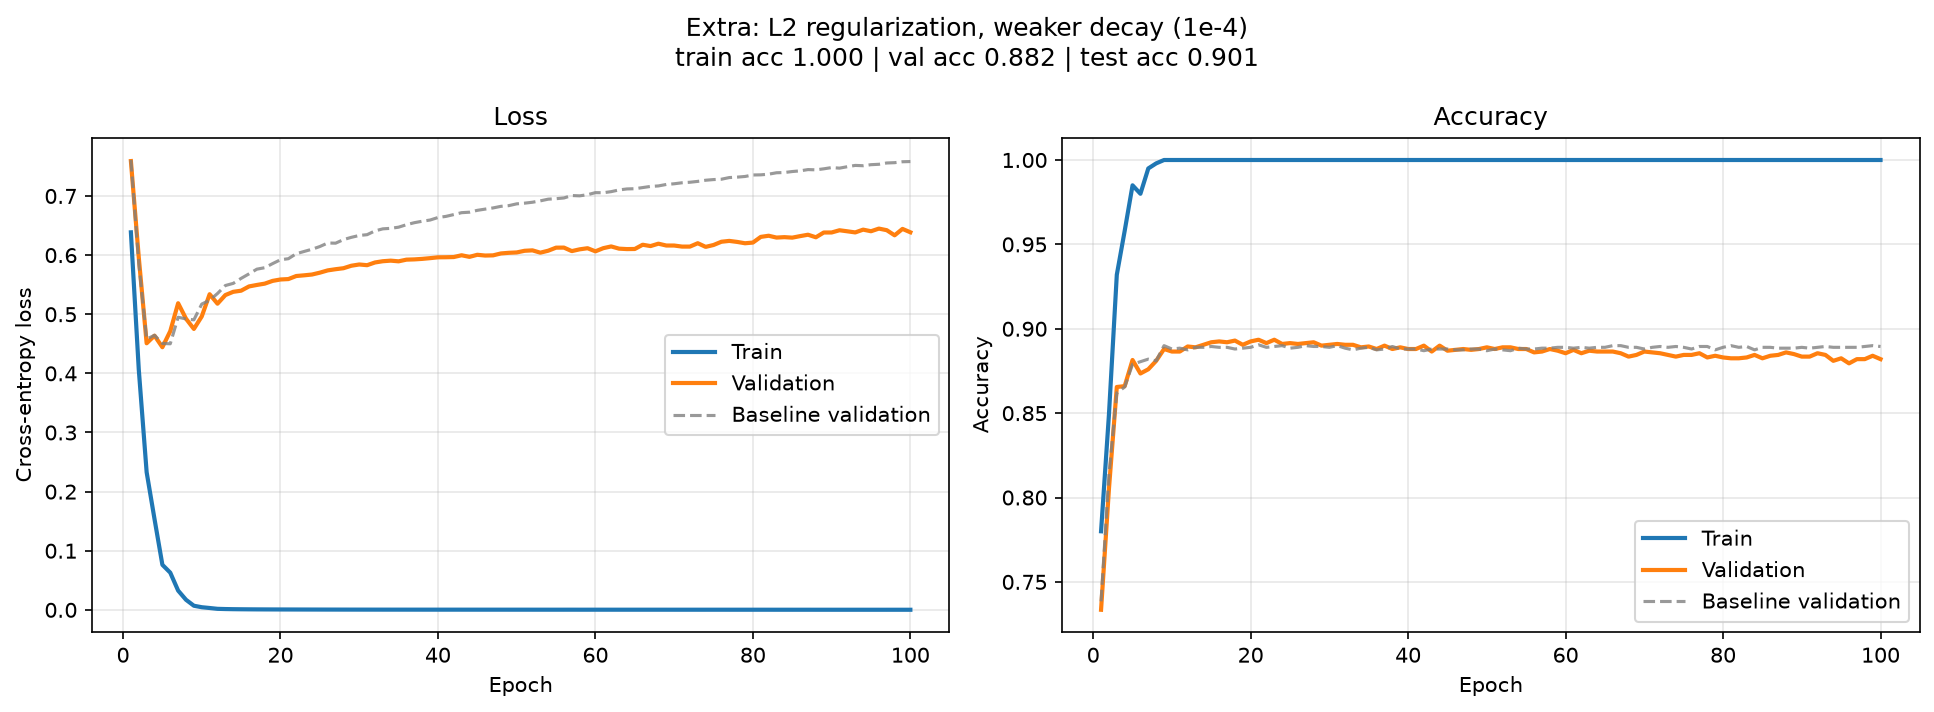 Extra: L2 regularization, weaker decay (1e-4)
train acc 1.000 | val acc 0.882 | test acc 0.901
Loss
Cross-entropy loss
0.7
0.6
0.5
0.4
0.3
0.2
0.1
0.0
Train
Validation
Baseline validation
0 20 40 60 80 100
Epoch
Accuracy
Accuracy
1.00
0.95
0.90
0.85
0.80
0.75
Train
Validation
Baseline validation
0 20 40 60 80 100
Epoch